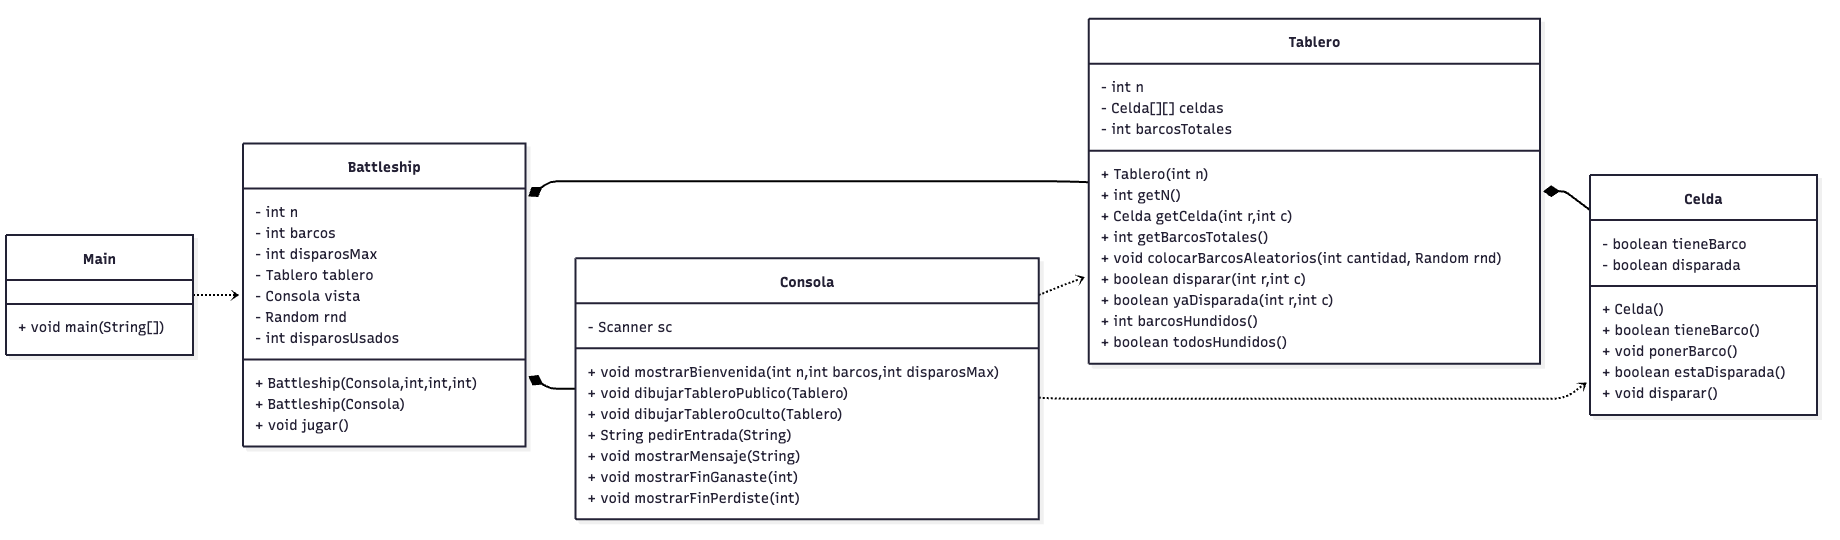 Main
+ void main(String[])
Battleship
- int n
- int barcos
- int disparosMax
- Tablero tablero
- Consola vista
- Random rnd
- int disparosUsados
+ Battleship(Consola,int,int,int)
+ Battleship(Consola)
+ void jugar()
Consola
- Scanner sc
+ void mostrarBienvenida(int n,int barcos,int disparosMax)
+ void dibujarTableroPublico(Tablero)
+ void dibujarTableroOculto(Tablero)
+ String pedirEntrada(String)
+ void mostrarMensaje(String)
+ void mostrarFinGanaste(int)
+ void mostrarFinPerdiste(int)
Tablero
- int n
- Celda[][] celdas
- int barcosTotales
+ Tablero(int n)
+ int getN()
+ Celda getCelda(int r,int c)
+ int getBarcosTotales()
+ void colocarBarcosAleatorios(int cantidad, Random rnd)
+ boolean disparar(int r,int c)
+ boolean yaDisparada(int r,int c)
+ int barcosHundidos()
+ boolean todosHundidos()
Celda
- boolean tieneBarco
- boolean disparada
+ Celda()
+ boolean tieneBarco()
+ void ponerBarco()
+ boolean estaDisparada()
+ void disparar()